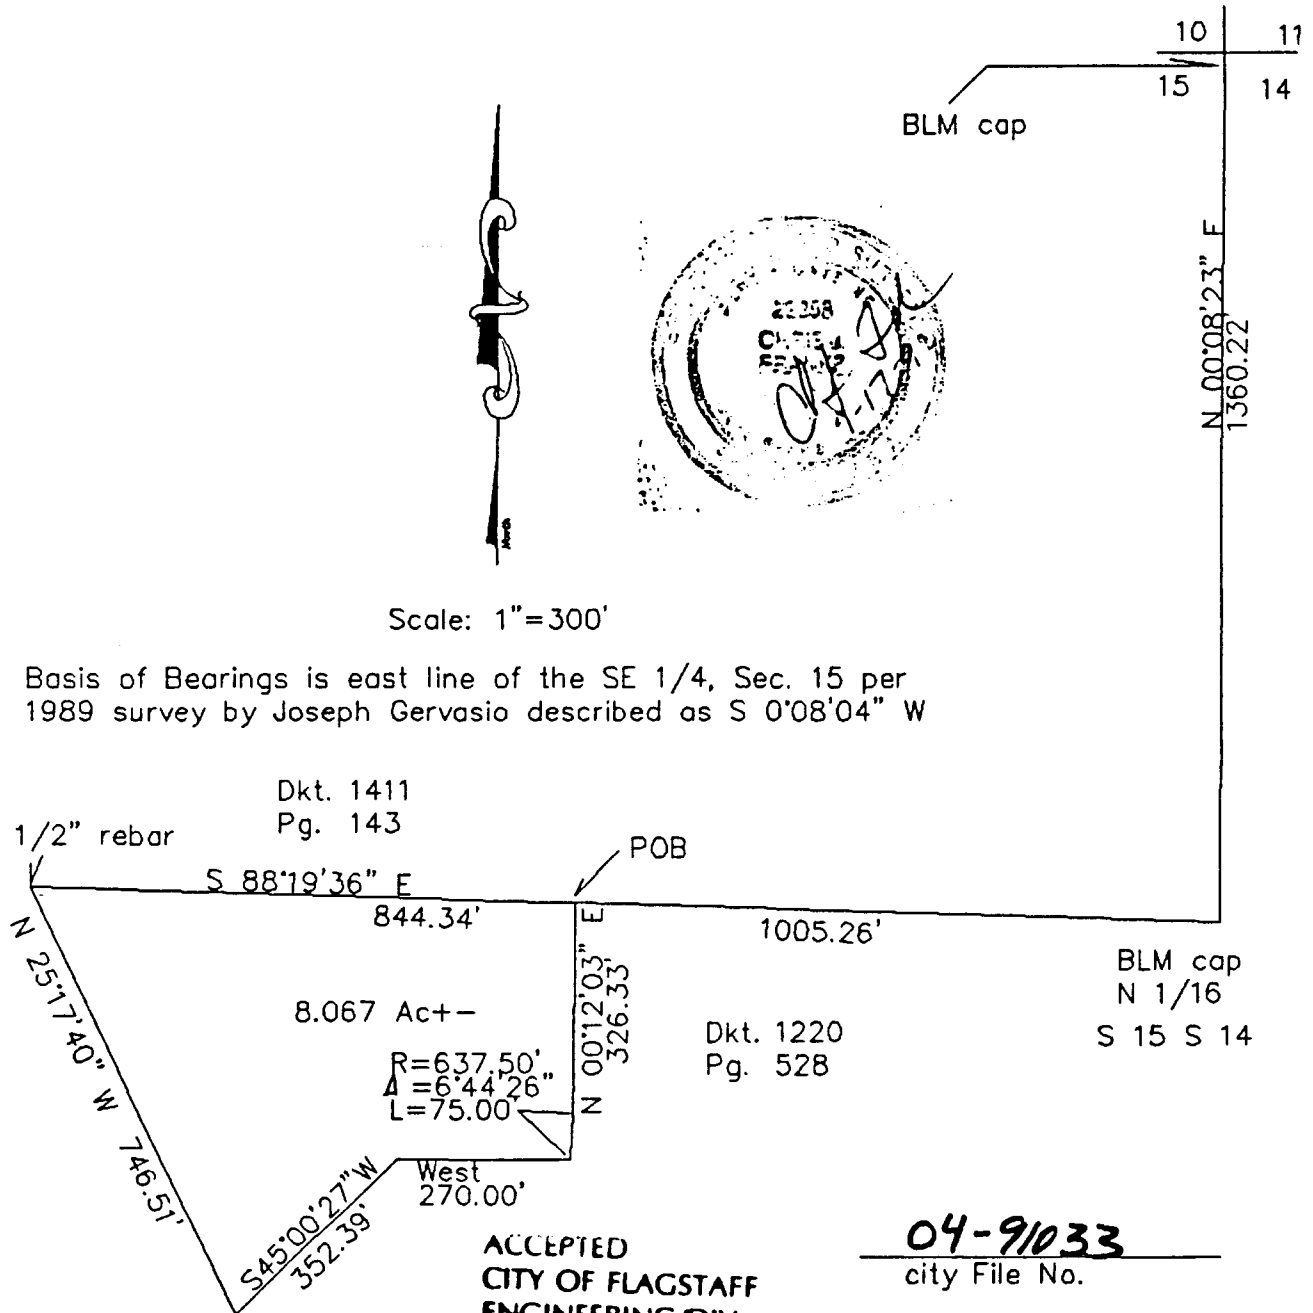 10 11
15 14
BLM cap
N 00°08'23" E
1360.22
North
22358
Scale: 1"=300'
Basis of Bearings is east line of the SE 1/4, Sec. 15 per
1989 survey by Joseph Gervasio described as S 0°08'04" W
Dkt. 1411
Pg. 143
1/2" rebar
POB
S 88°19'36" E
844.34'
1005.26'
N 25°17'40" W 746.51'
8.067 Ac+-
N 00°12'03" E
326.33'
BLM cap
N 1/16
S 15 S 14
Dkt. 1220
Pg. 528
R=637.50'
Δ=6°44'26"
L=75.00'
West
270.00'
S45°00'27"W
352.39'
ACCEPTED
CITY OF FLAGSTAFF
ENGINEERING DIV
04-91033
city File No.